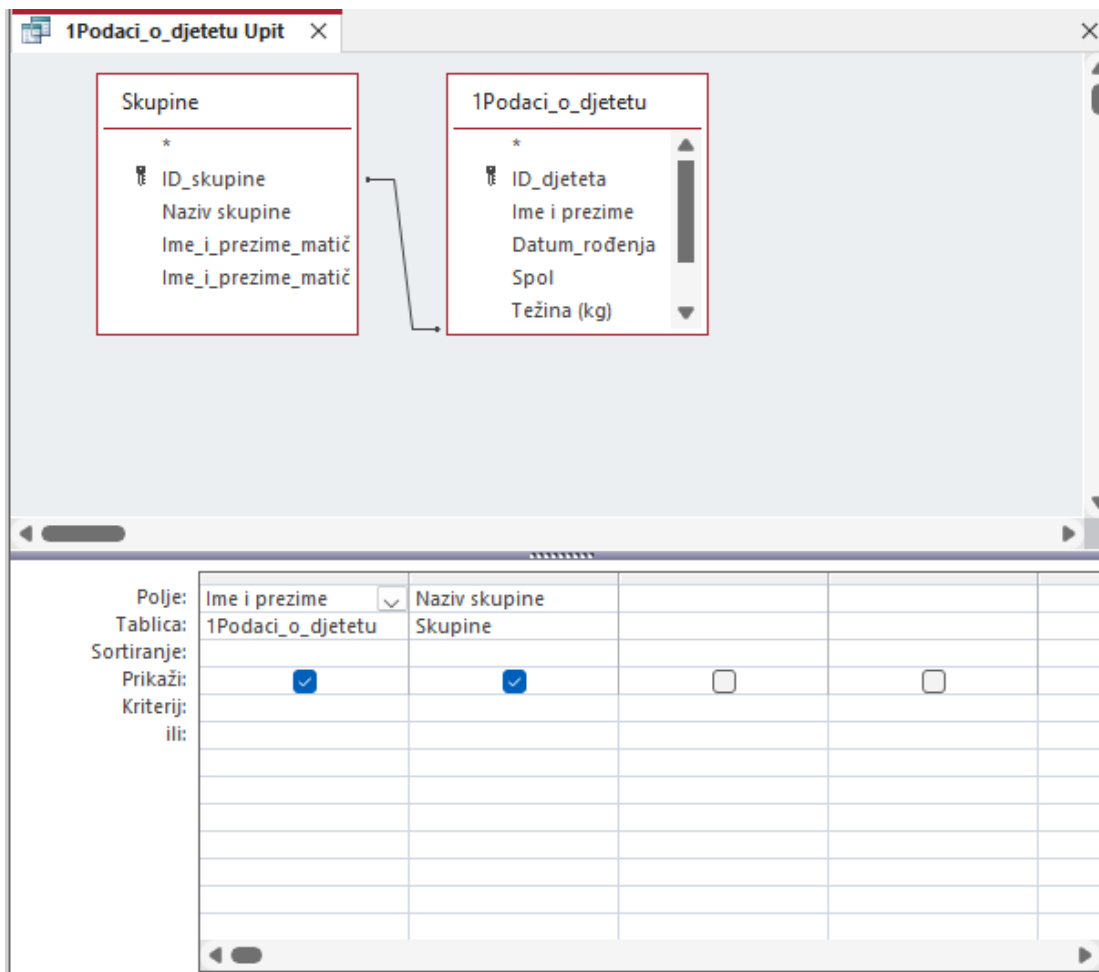 1Podaci_o_djetetu Upit
Skupine
*
ID_skupine
Naziv skupine
Ime_i_prezime_matič
Ime_i_prezime_matič
1Podaci_o_djetetu
*
ID_djeteta
Ime i prezime
Datum_rođenja
Spol
Težina (kg)
Polje: Ime i prezime Naziv skupine
Tablica: 1Podaci_o_djetetu Skupine
Sortiranje:
Prikaži:
Kriterij:
ili: